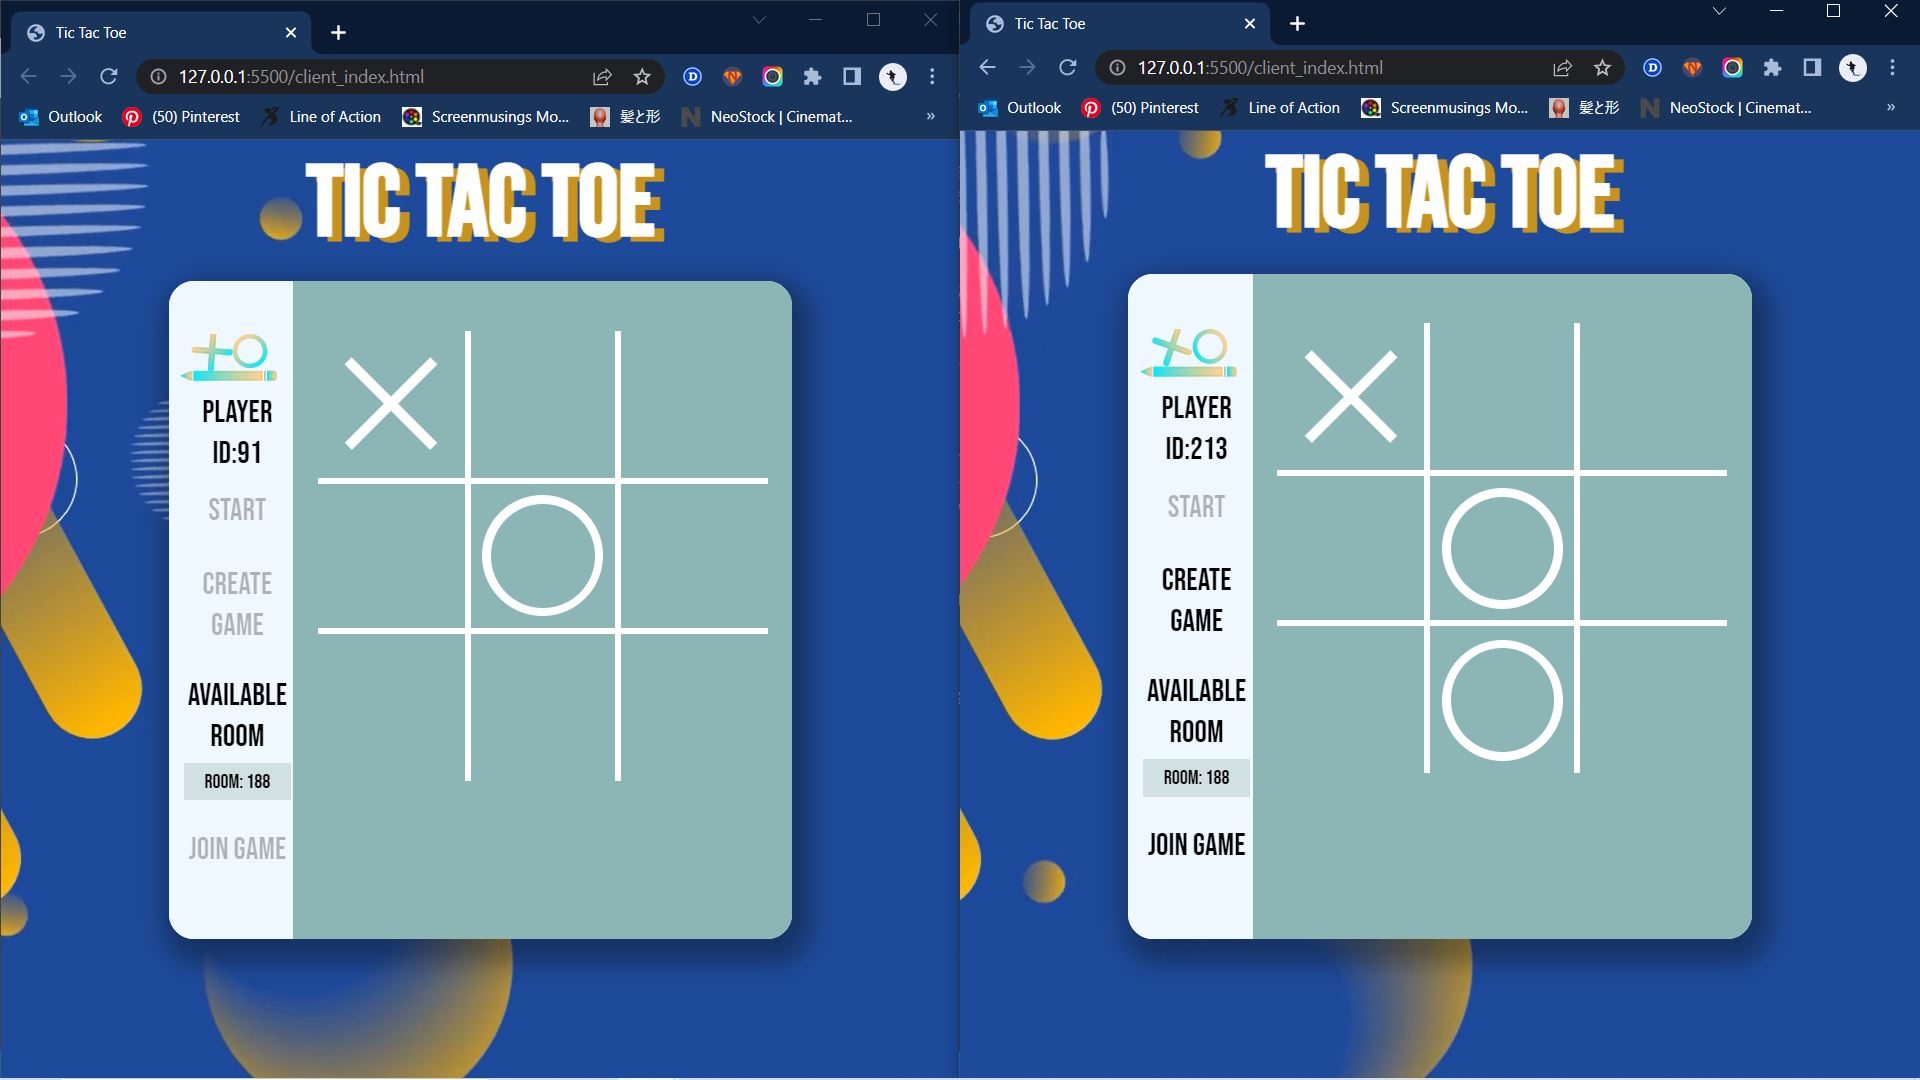 Tic Tac Toe
127.0.0.1:5500/client_index.html
Outlook
(50) Pinterest
Line of Action
Screenmusings Mo...
髪と形
NeoStock | Cinemat...
»
TIC TAC TOE
PLAYER
ID:91
START
CREATE
GAME
AVAILABLE
ROOM
ROOM: 188
JOIN GAME
Tic Tac Toe
127.0.0.1:5500/client_index.html
Outlook
(50) Pinterest
Line of Action
Screenmusings Mo...
髪と形
NeoStock | Cinemat...
»
TIC TAC TOE
PLAYER
ID:213
START
CREATE
GAME
AVAILABLE
ROOM
ROOM: 188
JOIN GAME